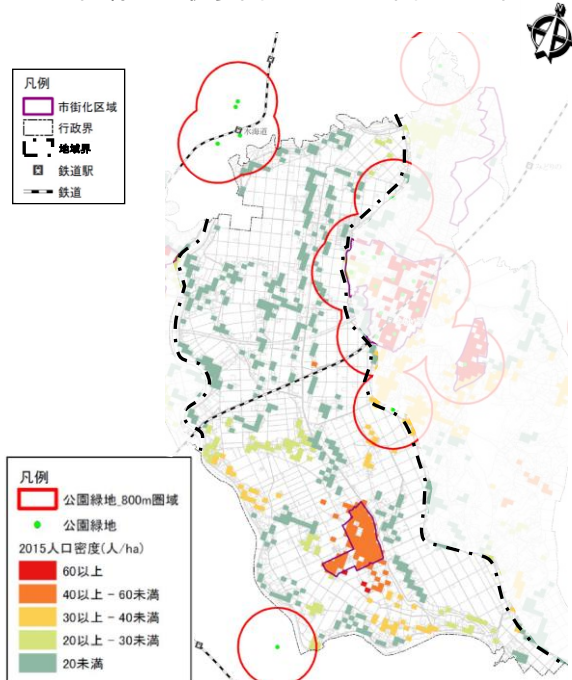 凡例
市街化区域
行政界
地域界
鉄道駅
鉄道
水海道
凡例
公園緑地_800m圏域
公園緑地
2015人口密度(人/ha)
60以上
40以上 - 60未満
30以上 - 40未満
20以上 - 30未満
20未満